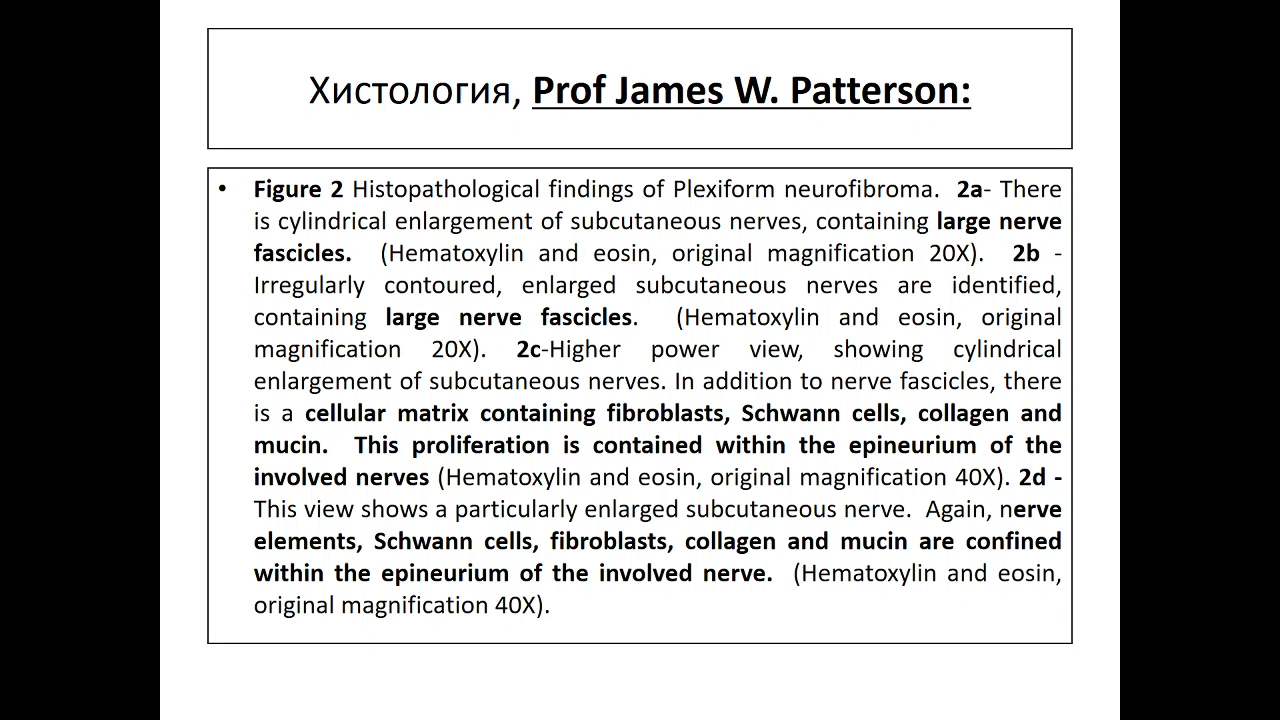 Хистология, Prof James W. Patterson:
• Figure 2 Histopathological findings of Plexiform neurofibroma. 2a- There
is cylindrical enlargement of subcutaneous nerves, containing large nerve
fascicles. (Hematoxylin and eosin, original magnification 20X). 2b -
Irregularly contoured, enlarged subcutaneous nerves are identified,
containing large nerve fascicles. (Hematoxylin and eosin, original
magnification 20X). 2c-Higher power view, showing cylindrical
enlargement of subcutaneous nerves. In addition to nerve fascicles, there
is a cellular matrix containing fibroblasts, Schwann cells, collagen and
mucin. This proliferation is contained within the epineurium of the
involved nerves (Hematoxylin and eosin, original magnification 40X). 2d -
This view shows a particularly enlarged subcutaneous nerve. Again, nerve
elements, Schwann cells, fibroblasts, collagen and mucin are confined
within the epineurium of the involved nerve. (Hematoxylin and eosin,
original magnification 40X).